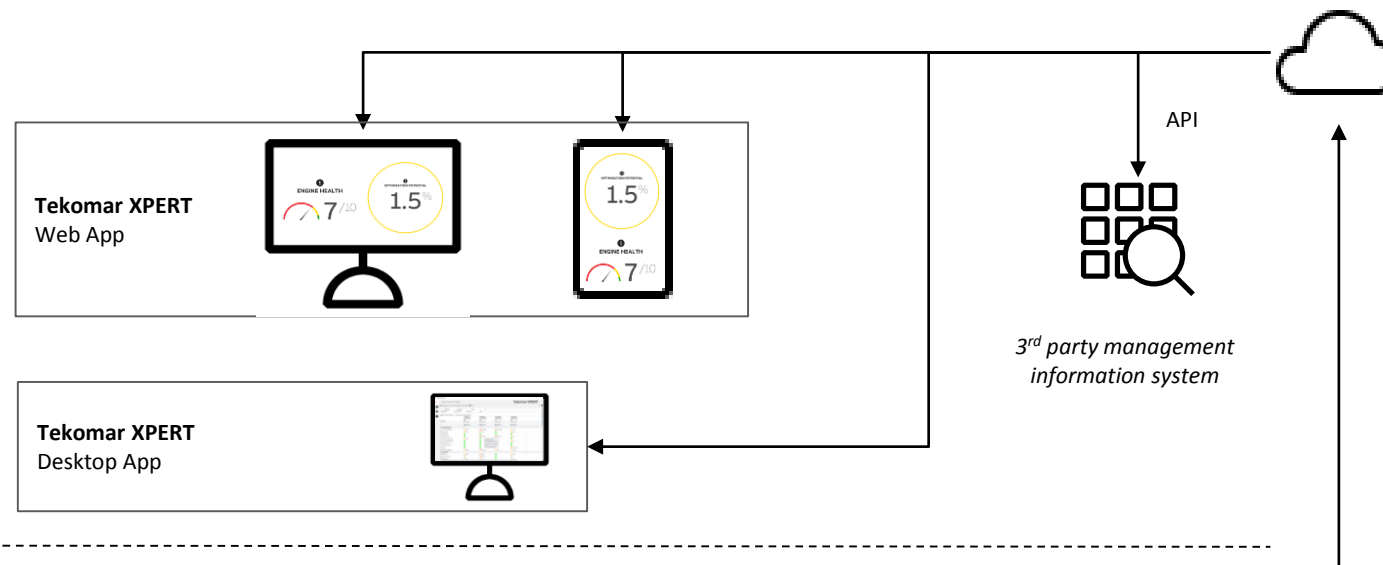 API
Tekomar XPERT
Web App
ENGINE HEALTH
7/10
OPTIMISATION POTENTIAL
1.5%
OPTIMISATION POTENTIAL
1.5%
ENGINE HEALTH
7/10
3rd party management
information system
Tekomar XPERT
Desktop App